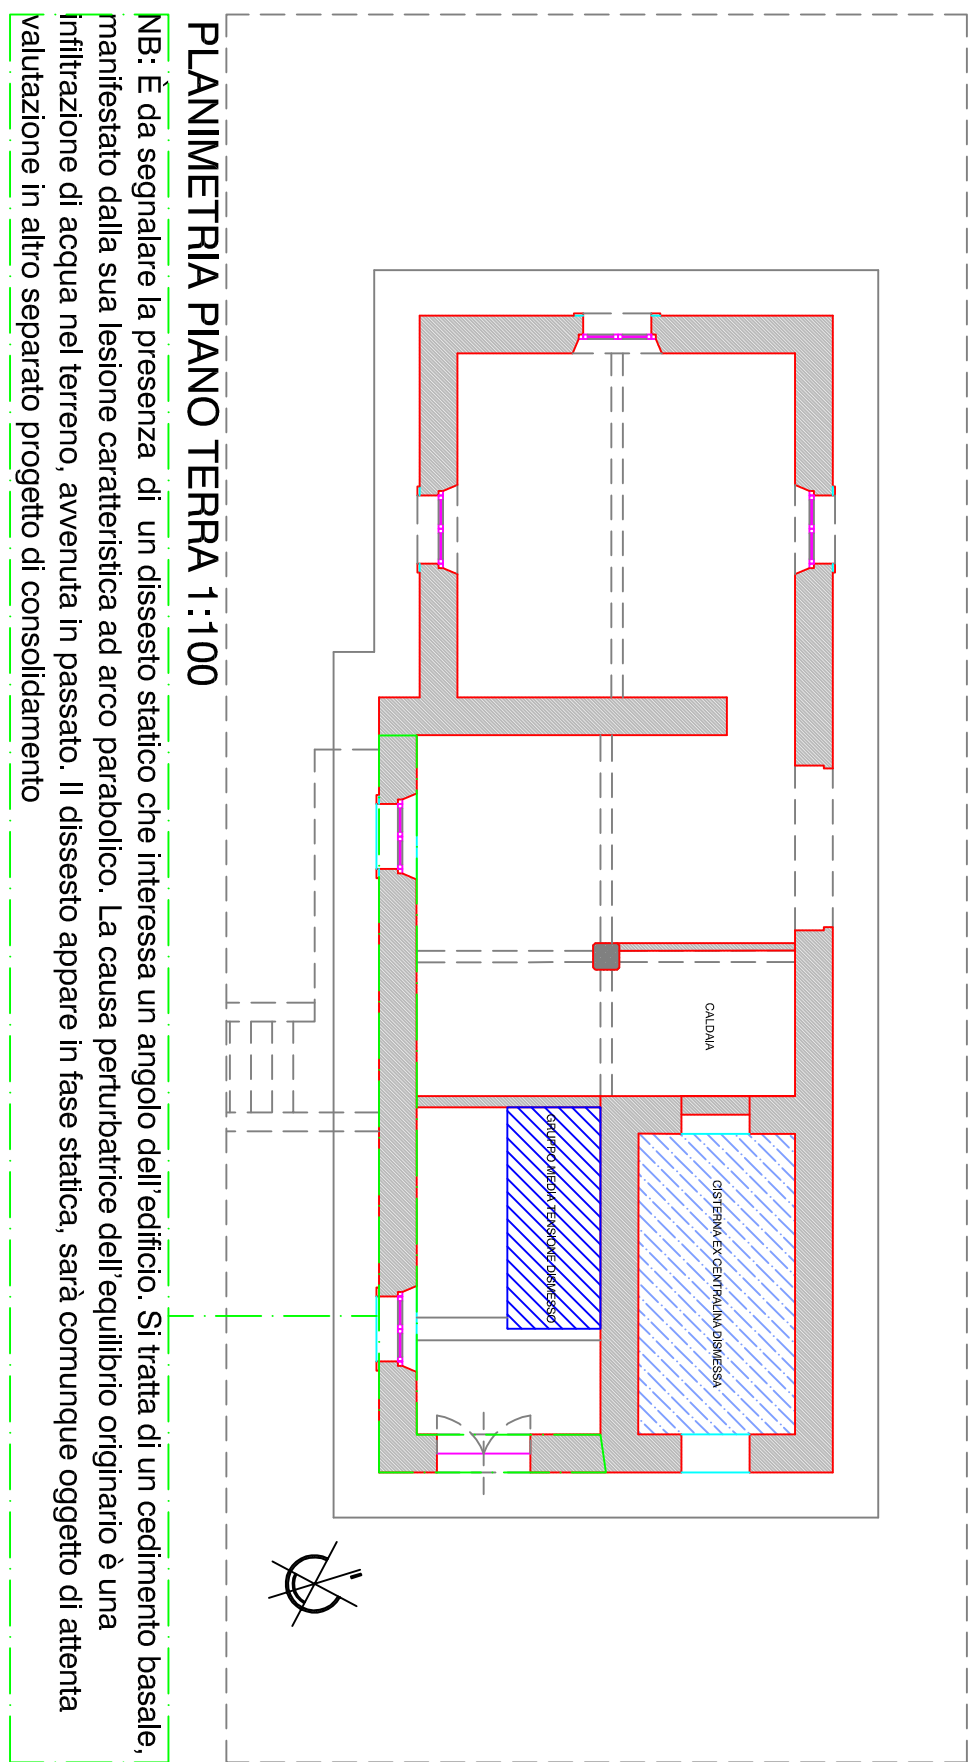 CALDAIA
GRUPPO MEDIA TENSIONE DISMESSO
CISTERNA EX CENTRALINA DISMESSA
PLANIMETRIA PIANO TERRA 1:100
NB: È da segnalare la presenza di un dissesto statico che interessa un angolo dell'edificio. Si tratta di un cedimento basale,
manifestato dalla sua lesione caratteristica ad arco parabolico. La causa perturbatrice dell'equilibrio originario è una
infiltrazione di acqua nel terreno, avvenuta in passato. Il dissesto appare in fase statica, sarà comunque oggetto di attenta
valutazione in altro separato progetto di consolidamento